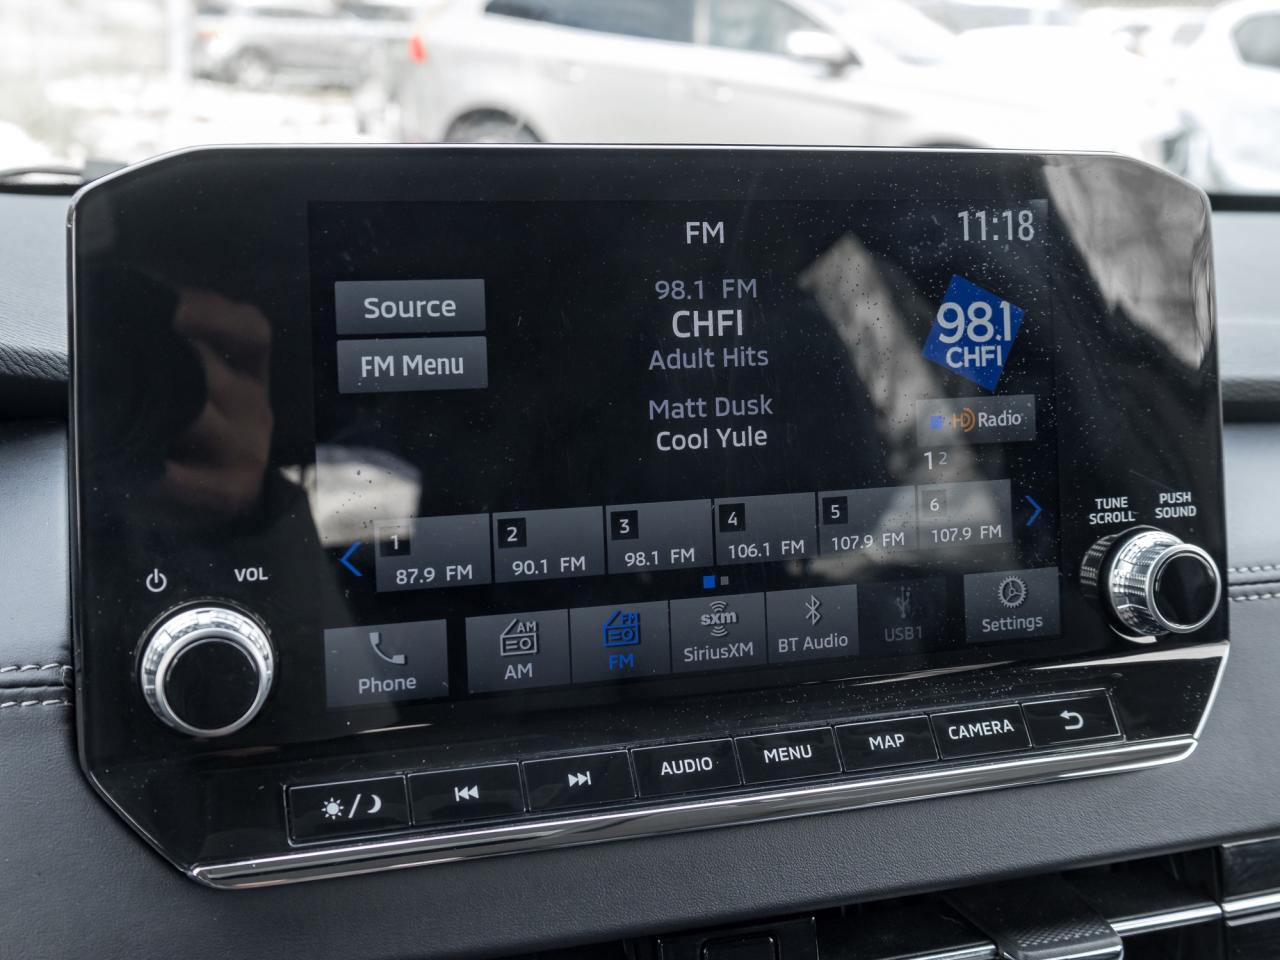 FM
11:18
Source
FM Menu
98.1 FM
CHFI
Adult Hits
Matt Dusk
Cool Yule
98.1
CHFI
HD Radio
1 2
1
87.9 FM
2
90.1 FM
3
98.1 FM
4
106.1 FM
5
107.9 FM
6
107.9 FM
TUNE
SCROLL
PUSH
SOUND
VOL
Phone
AM
AM
FM
FM
sxm
SiriusXM
BT Audio
USB1
Settings
AUDIO
MENU
MAP
CAMERA